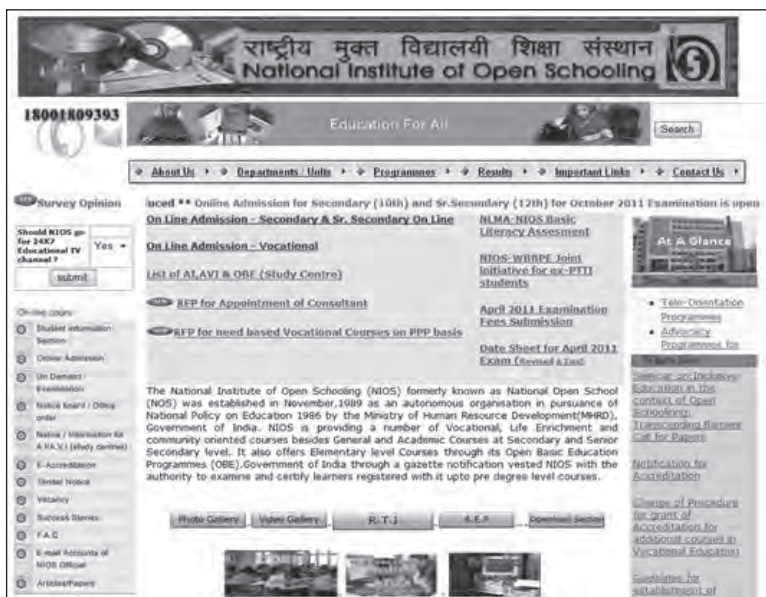 राष्ट्रीय मुक्त विद्यालयी शिक्षा संस्थान
National Institute of Open Schooling
18001809393
Education For All
Search
About Us
Departments / Units
Programmes
Results
Important Links
Contact Us
Survey Opinion
luced ** Online Admission for Secondary (10th) and Sr.Secundary (12th) for October 2011 Examination is open
Should NIOS go
for 24X7
Educational TV
channel ?
Yes
submit
On Line Admission - Secondary & Sr. Secondary On Line
On Line Admission - Vocational
List of AI,AVI & OBE (Study Centre)
RFP for Appointment of Consultant
RFP for need based Vocational Courses on PPP basis
NLMA-NIOS Basic
Literacy Assesment
NIOS-WBBPE Joint
Initiative for ex-PTTI
students
April 2011 Examination
Fees Submission
Date Sheet for April 2011
Exam (Revised
At A Glance
Tele-Orientation
Programmes
Advocacy
Programmes for
Student Information
Section
Online Admission
On Demand
Examination
Notice Board / Office
order
Notice / Information for
(study centres)
E-Accreditation
Tender Notice
Vacancy
Success Stories
F.A.Q
E-mail Accounts of
NIOS Official
Articles/Papers
The National Institute of Open Schooling (NIOS) formerly known as National Open School
(NOS) was established in November,1989 as an autonomous organisation in pursuance of
National Policy on Education 1986 by the Ministry of Human Resource Development(MHRD),
Government of India. NIOS is providing a number of Vocational, Life Enrichment and
community oriented courses besides General and Academic Courses at Secondary and Senior
Secondary level. It also offers Elementary level Courses through its Open Basic Education
Programmes (OBE).Government of India through a gazette notification vested NIOS with the
authority to examine and certify learners registered with it upto pre degree level courses.
Seminar on Inclusive
Education in the
context of Open
Schooling:
Transcending Barriers
Call for Papers
Notification for
Accreditation
Change of Procedure
for grant of
Accreditation for
additional courses in
Vocational Education
Guidelines for
establishment of
Photo Gallery
Video Gallery
R.T.I
A.E.P
Download Section